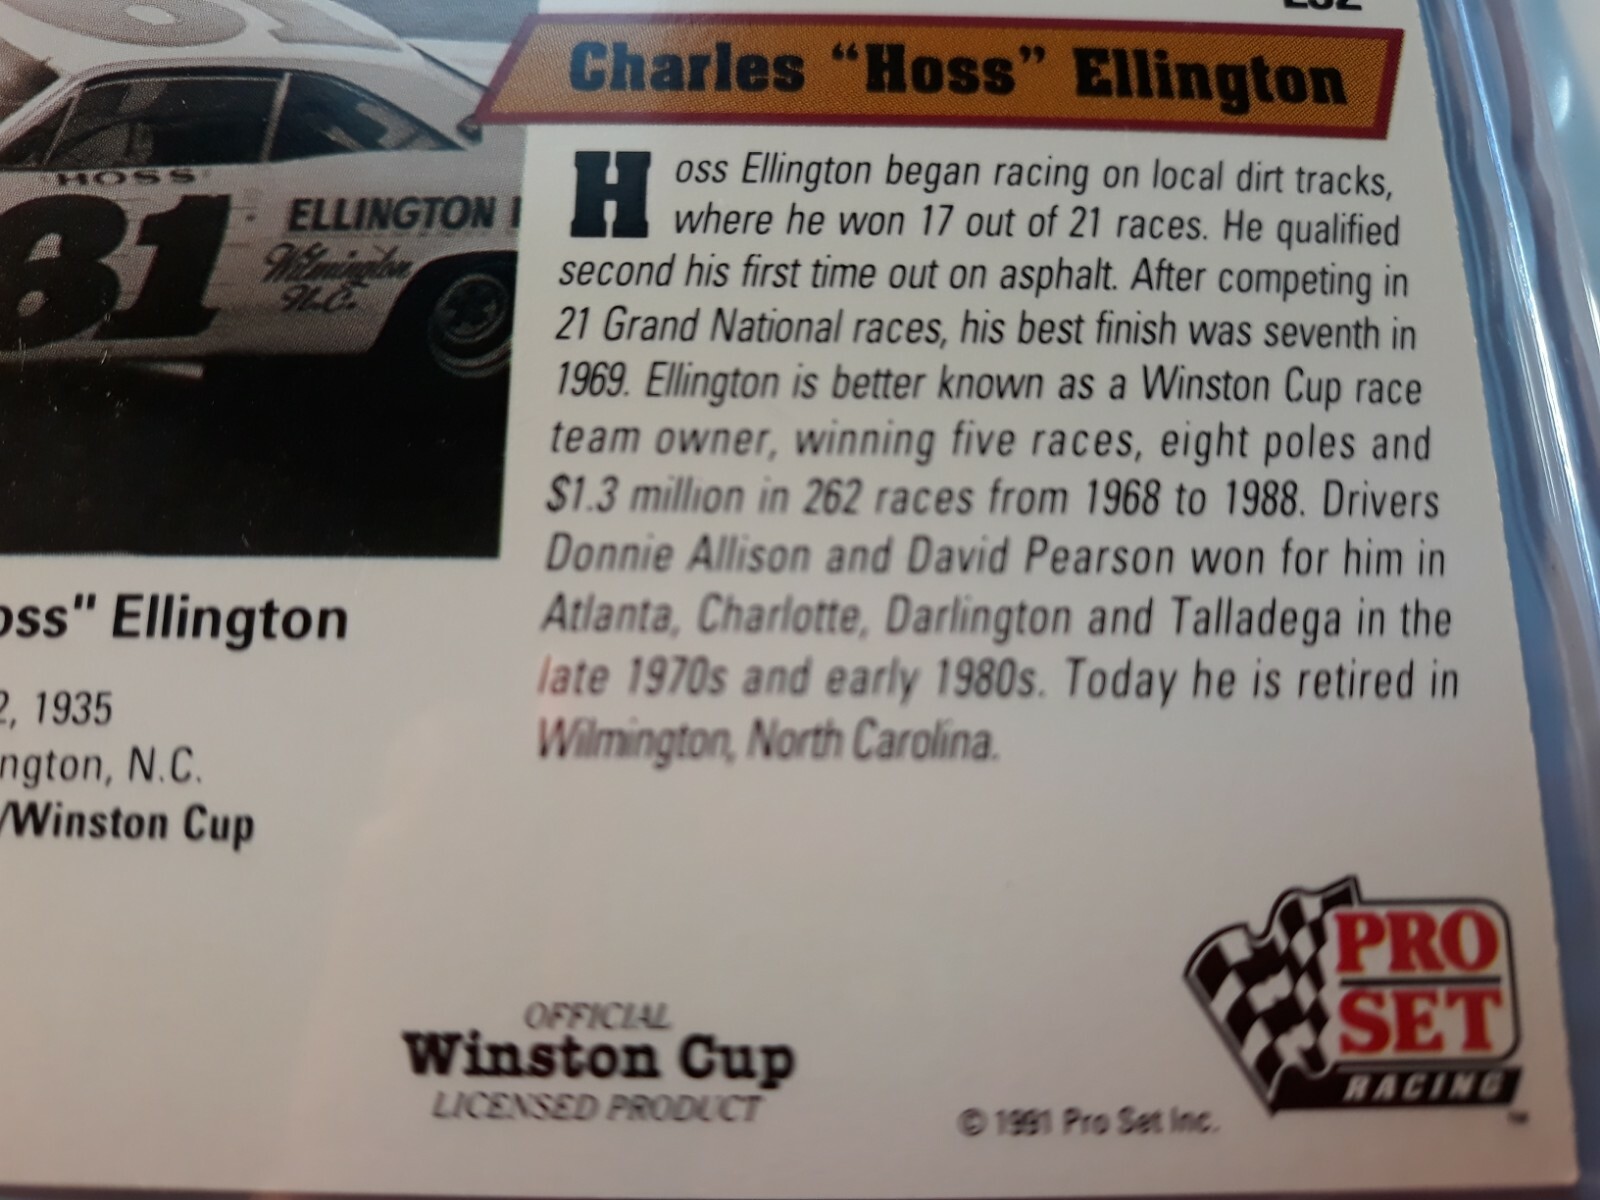 Charles “Hoss” Ellington
HOSS
81
ELLINGTON
Wilmington
N.C.
Hoss Ellington began racing on local dirt tracks,
where he won 17 out of 21 races. He qualified
second his first time out on asphalt. After competing in
21 Grand National races, his best finish was seventh in
1969. Ellington is better known as a Winston Cup race
team owner, winning five races, eight poles and
$1.3 million in 262 races from 1968 to 1988. Drivers
Donnie Allison and David Pearson won for him in
Atlanta, Charlotte, Darlington and Talladega in the
late 1970s and early 1980s. Today he is retired in
Wilmington, North Carolina.
oss" Ellington
2, 1935
ngton, N.C.
/Winston Cup
OFFICIAL
Winston Cup
LICENSED PRODUCT
© 1991 Pro Set Inc.
PRO
SET
RACING
™